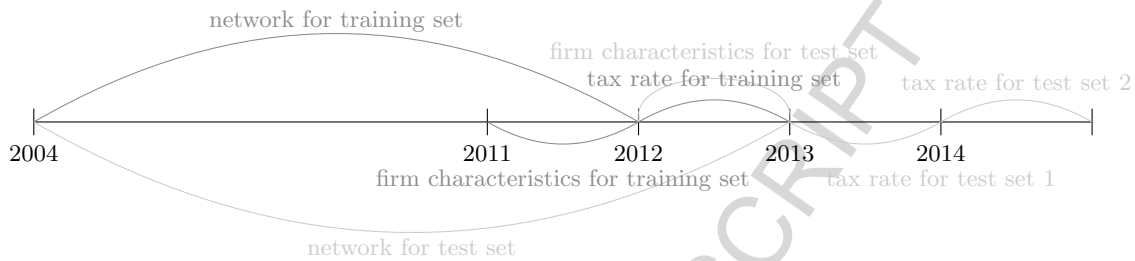 network for training set
firm characteristics for test set
tax rate for training set
tax rate for test set 2
2004 2011 2012 2013 2014
firm characteristics for training set
tax rate for test set 1
network for test set
SCRIPT